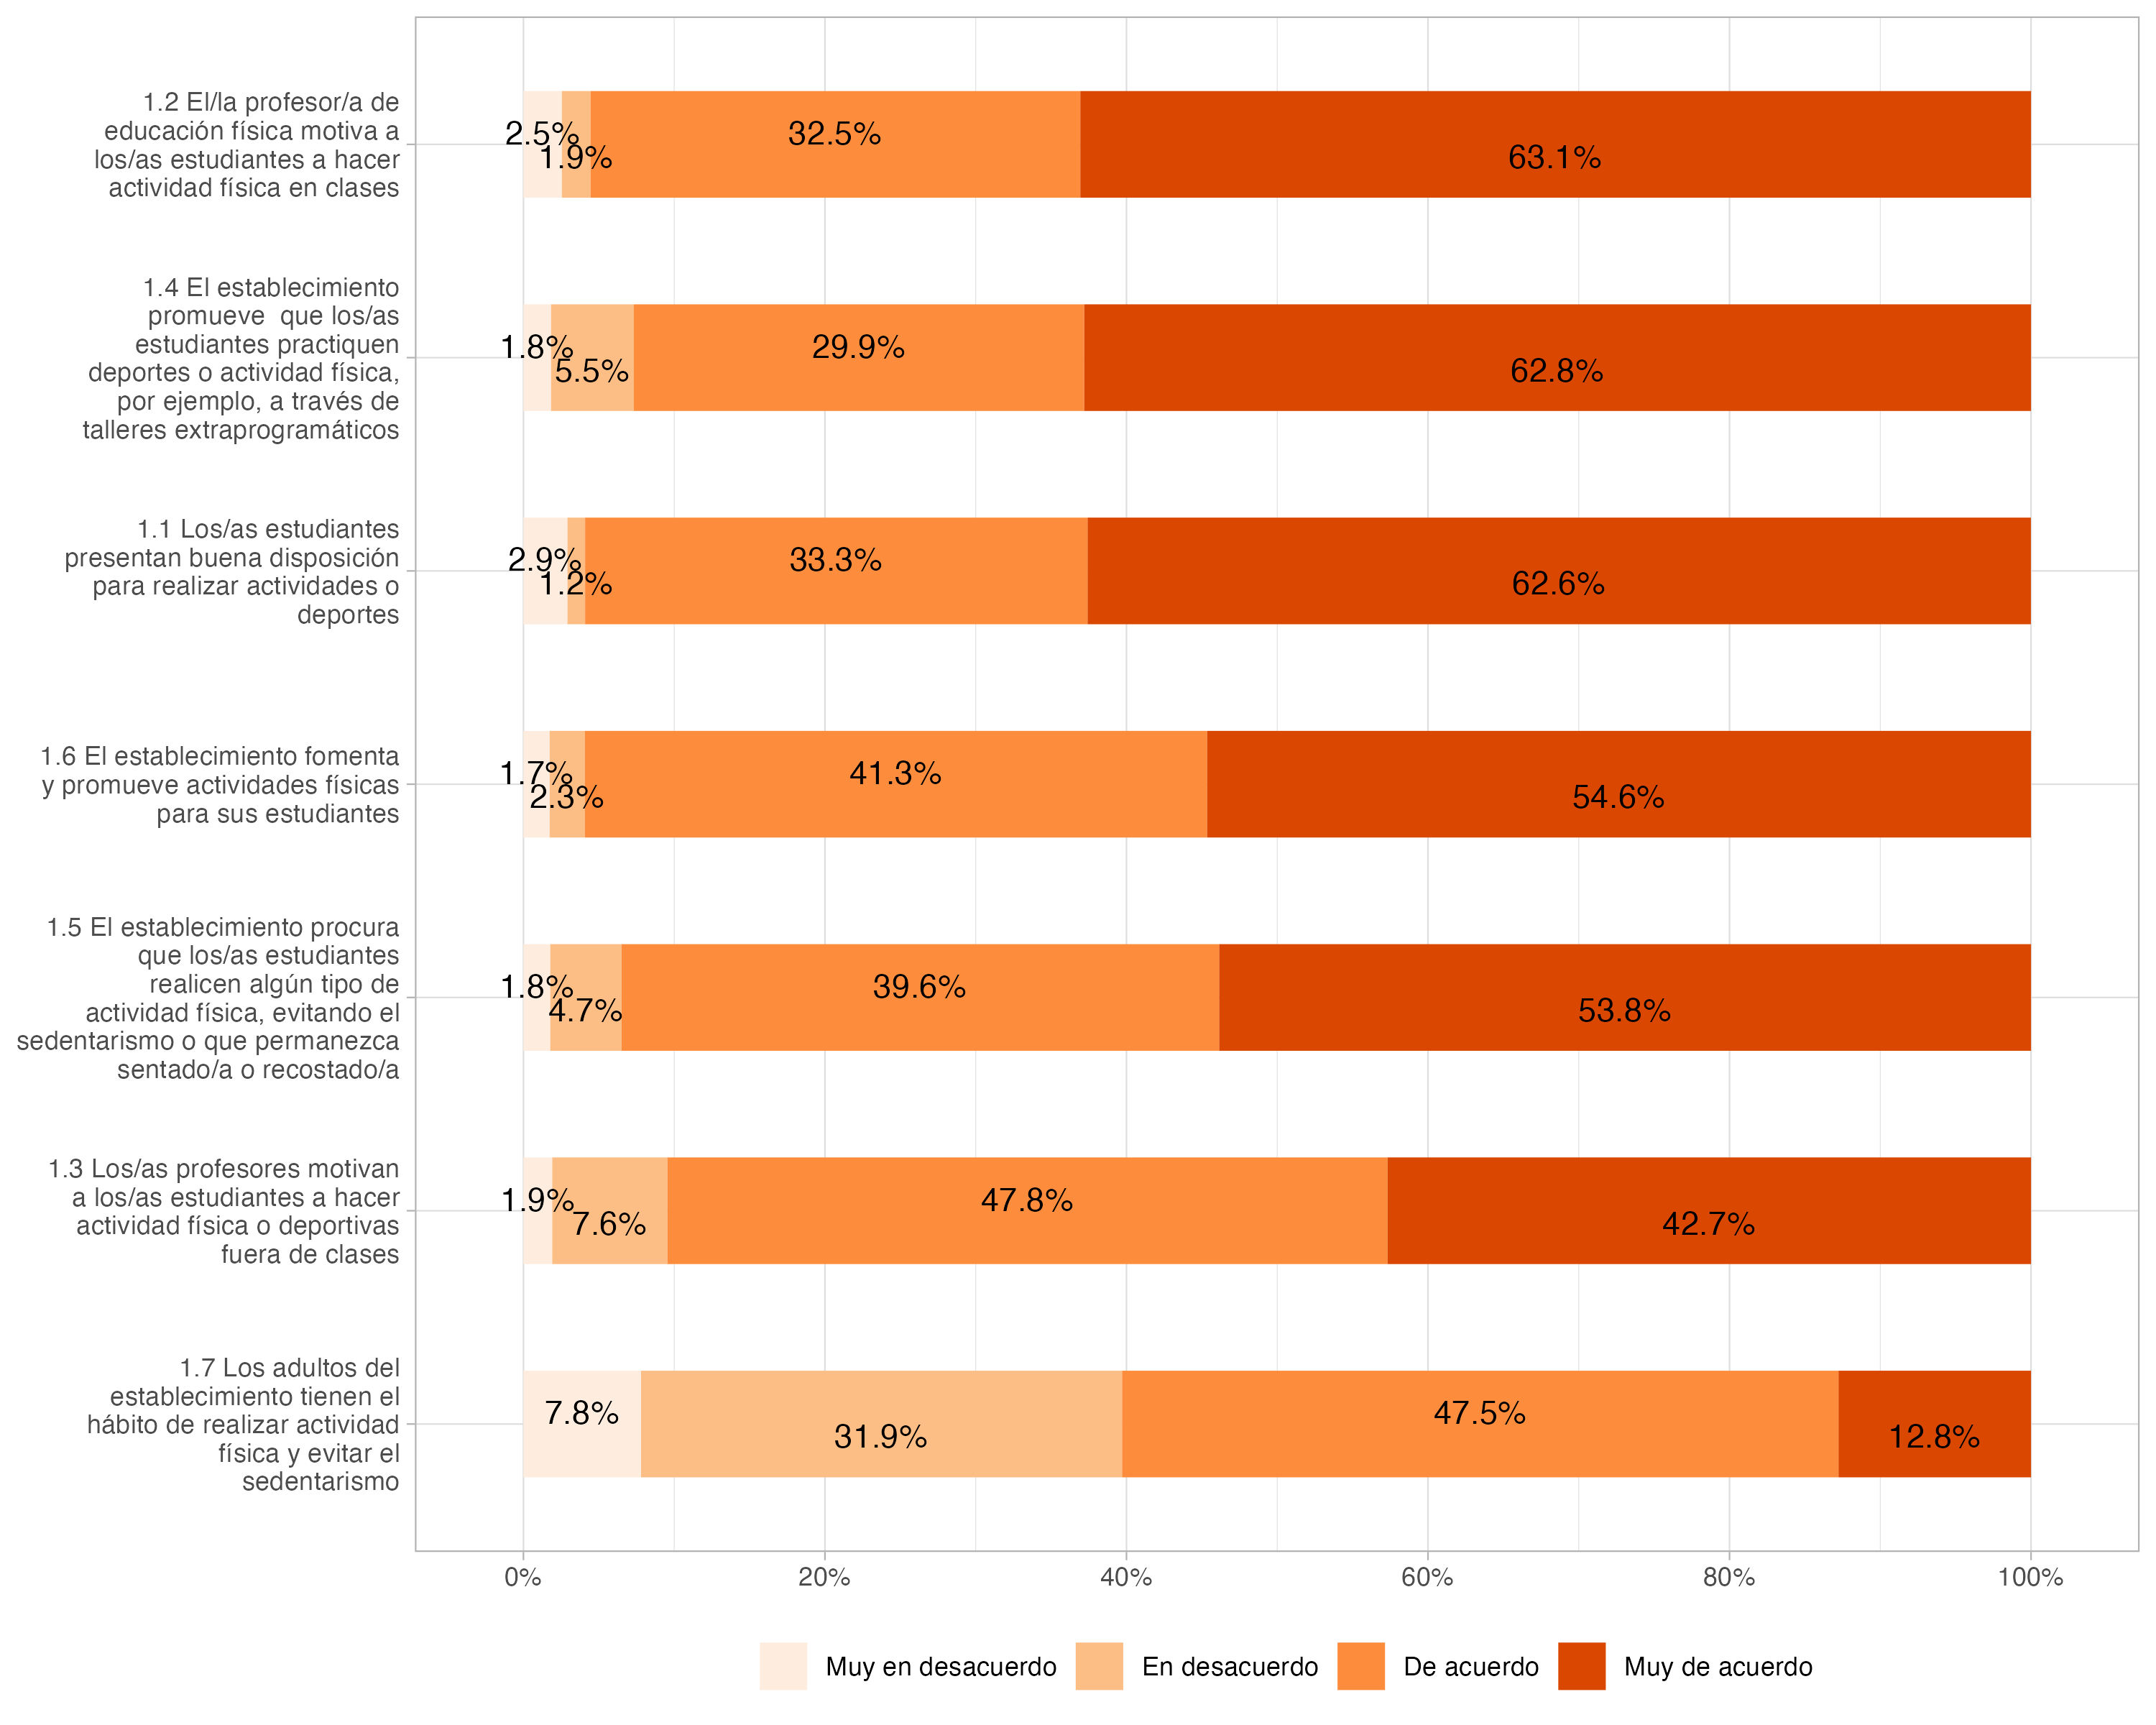 1.2 El/la profesor/a de
educación física motiva a
los/as estudiantes a hacer
actividad física en clases
2.5%
1.9%
32.5%
63.1%
1.4 El establecimiento
promueve  que los/as
estudiantes practiquen
deportes o actividad física,
por ejemplo, a través de
talleres extraprogramáticos
1.8%
5.5%
29.9%
62.8%
1.1 Los/as estudiantes
presentan buena disposición
para realizar actividades o
deportes
2.9%
1.2%
33.3%
62.6%
1.6 El establecimiento fomenta
y promueve actividades físicas
para sus estudiantes
1.7%
2.3%
41.3%
54.6%
1.5 El establecimiento procura
que los/as estudiantes
realicen algún tipo de
actividad física, evitando el
sedentarismo o que permanezca
sentado/a o recostado/a
1.8%
4.7%
39.6%
53.8%
1.3 Los/as profesores motivan
a los/as estudiantes a hacer
actividad física o deportivas
fuera de clases
1.9%
7.6%
47.8%
42.7%
1.7 Los adultos del
establecimiento tienen el
hábito de realizar actividad
física y evitar el
sedentarismo
7.8%
31.9%
47.5%
12.8%
0% 20% 40% 60% 80% 100%
Muy en desacuerdo En desacuerdo De acuerdo Muy de acuerdo